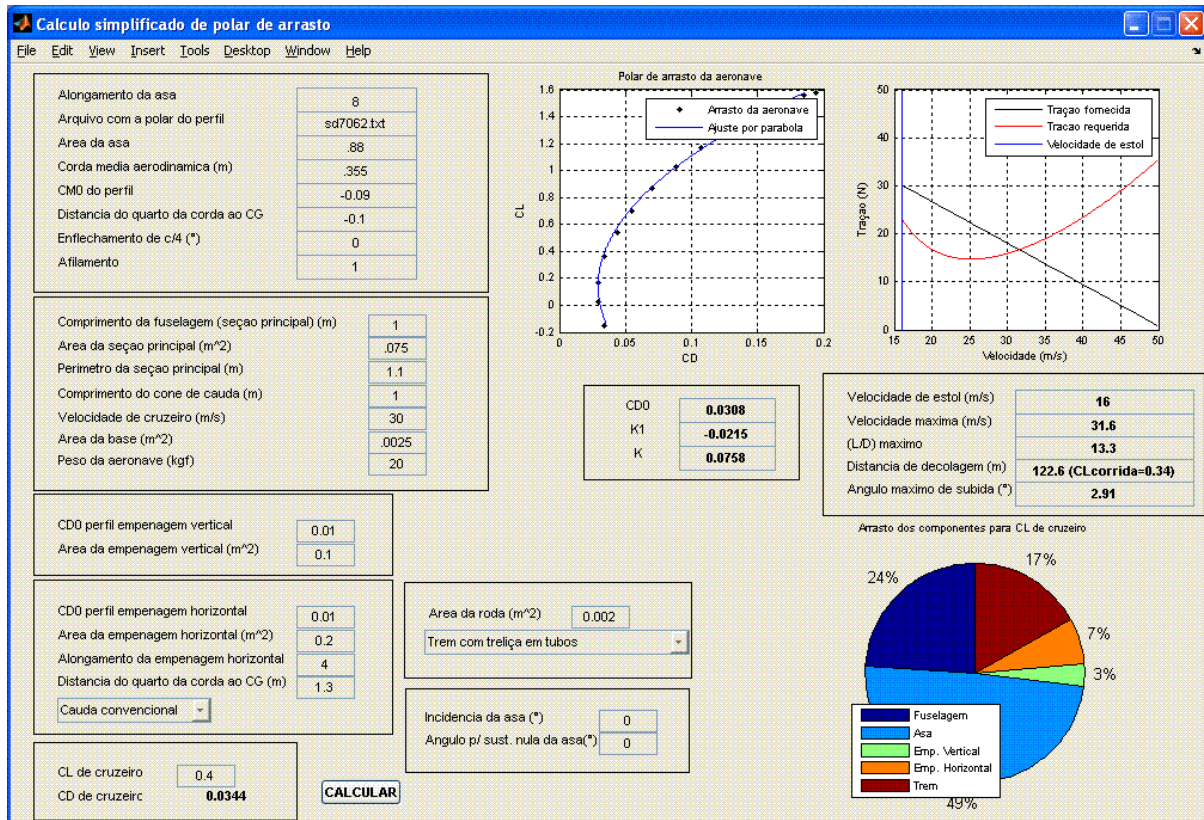 Calculo simplificado de polar de arrasto
File Edit View Insert Tools Desktop Window Help
Alongamento da asa 8
Arquivo com a polar do perfil sd7062.txt
Area da asa .88
Corda media aerodinamica (m) .355
CM0 do perfil -0.09
Distancia do quarto da corda ao CG -0.1
Enflechamento de c/4 (°) 0
Afilamento 1
Comprimento da fuselagem (seçao principal) (m) 1
Area da seçao principal (m^2) .075
Perimetro da seçao principal (m) 1.1
Comprimento do cone de cauda (m) 1
Velocidade de cruzeiro (m/s) 30
Area da base (m^2) .0025
Peso da aeronave (kgf) 20
CD0 perfil empenagem vertical 0.01
Area da empenagem vertical (m^2) 0.1
CD0 perfil empenagem horizontal 0.01
Area da empenagem horizontal (m^2) 0.2
Alongamento da empenagem horizontal 4
Distancia do quarto da corda ao CG (m) 1.3
Cauda convencional
CL de cruzeiro 0.4
CD de cruzeirc 0.0344
CALCULAR
Area da roda (m^2) 0.002
Trem com treliça em tubos
Incidencia da asa (°) 0
Angulo p/ sust. nula da asa(°) 0
Polar de arrasto da aeronave
Arrasto da aeronave
Ajuste por parabola
CL
1.6
1.4
1.2
1
0.8
0.6
0.4
0.2
0
-0.2
0 0.05 0.1 0.15 0.2
CD
CD0 0.0308
K1 -0.0215
K 0.0758
Traçao fornecida
Tracao requerida
Velocidade de estol
Traçao (N)
50
40
30
20
10
0
15 20 25 30 35 40 45 50
Velocidade (m/s)
Velocidade de estol (m/s) 16
Velocidade maxima (m/s) 31.6
(L/D) maximo 13.3
Distancia de decolagem (m) 122.6 (CLcorrida=0.34)
Angulo maximo de subida (°) 2.91
Arrasto dos componentes para CL de cruzeiro
24%
17%
7%
3%
49%
Fuselagem
Asa
Emp. Vertical
Emp. Horizontal
Trem